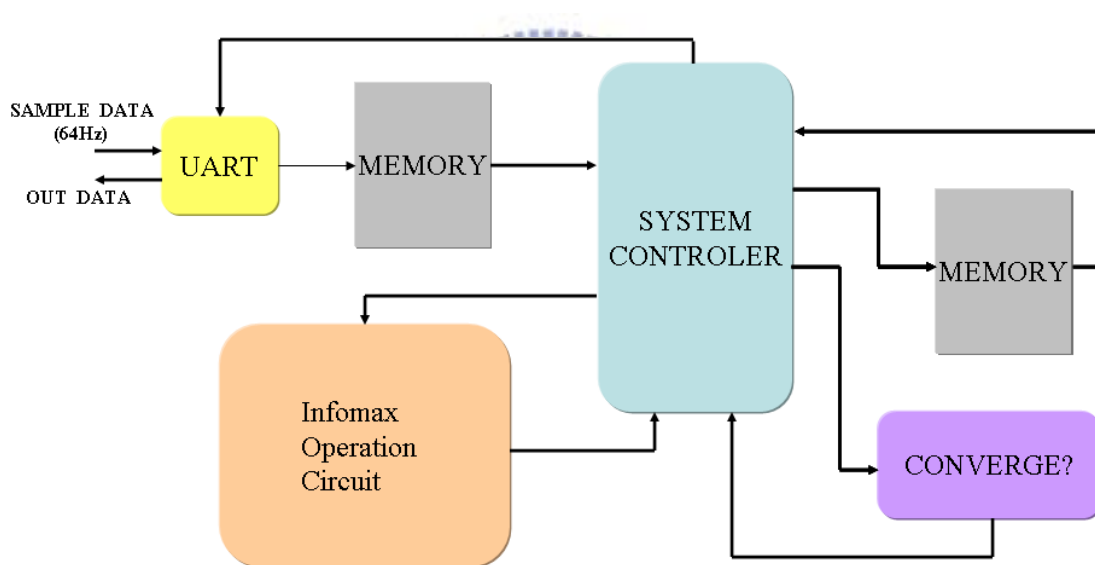 SAMPLE DATA
(64Hz)
OUT DATA
UART
MEMORY
SYSTEM
CONTROLER
MEMORY
Infomax
Operation
Circuit
CONVERGE?